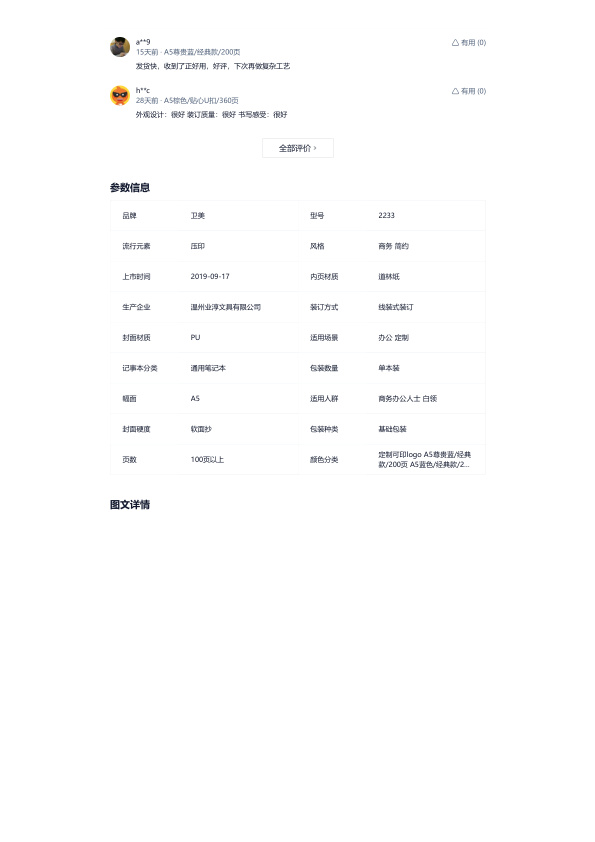 a**9
有用 (0)
15天前 · A5尊贵蓝/经典款/200页
发货快，收到了正好用，好评，下次再做复杂工艺
h**c
有用 (0)
28天前 · A5棕色/贴心U扣/360页
外观设计：很好 装订质量：很好 书写感受：很好
全部评价 ›
参数信息
品牌 卫美 型号 2233
流行元素 压印 风格 商务 简约
上市时间 2019-09-17 内页材质 道林纸
生产企业 温州业淳文具有限公司 装订方式 线装式装订
封面材质 PU 适用场景 办公 定制
记事本分类 通用笔记本 包装数量 单本装
幅面 A5 适用人群 商务办公人士 白领
封面硬度 软面抄 包装种类 基础包装
页数 100页以上 颜色分类 定制可印logo A5尊贵蓝/经典
款/200页 A5蓝色/经典款/2...
图文详情